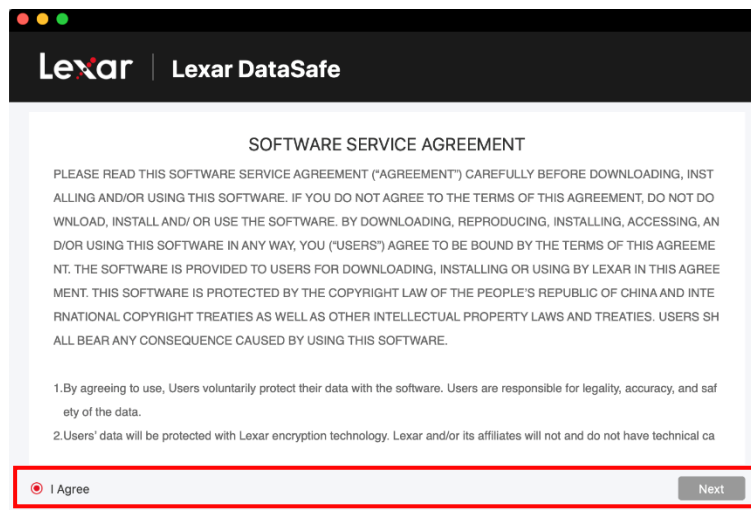 Lexar | Lexar DataSafe
SOFTWARE SERVICE AGREEMENT
PLEASE READ THIS SOFTWARE SERVICE AGREEMENT (“AGREEMENT”) CAREFULLY BEFORE DOWNLOADING, INST
ALLING AND/OR USING THIS SOFTWARE. IF YOU DO NOT AGREE TO THE TERMS OF THIS AGREEMENT, DO NOT DO
WNLOAD, INSTALL AND/ OR USE THE SOFTWARE. BY DOWNLOADING, REPRODUCING, INSTALLING, ACCESSING, AN
D/OR USING THIS SOFTWARE IN ANY WAY, YOU (“USERS”) AGREE TO BE BOUND BY THE TERMS OF THIS AGREEME
NT. THE SOFTWARE IS PROVIDED TO USERS FOR DOWNLOADING, INSTALLING OR USING BY LEXAR IN THIS AGREE
MENT. THIS SOFTWARE IS PROTECTED BY THE COPYRIGHT LAW OF THE PEOPLE’S REPUBLIC OF CHINA AND INTE
RNATIONAL COPYRIGHT TREATIES AS WELL AS OTHER INTELLECTUAL PROPERTY LAWS AND TREATIES. USERS SH
ALL BEAR ANY CONSEQUENCE CAUSED BY USING THIS SOFTWARE.
1.By agreeing to use, Users voluntarily protect their data with the software. Users are responsible for legality, accuracy, and saf
ety of the data.
2.Users’ data will be protected with Lexar encryption technology. Lexar and/or its affiliates will not and do not have technical ca
I Agree
Next